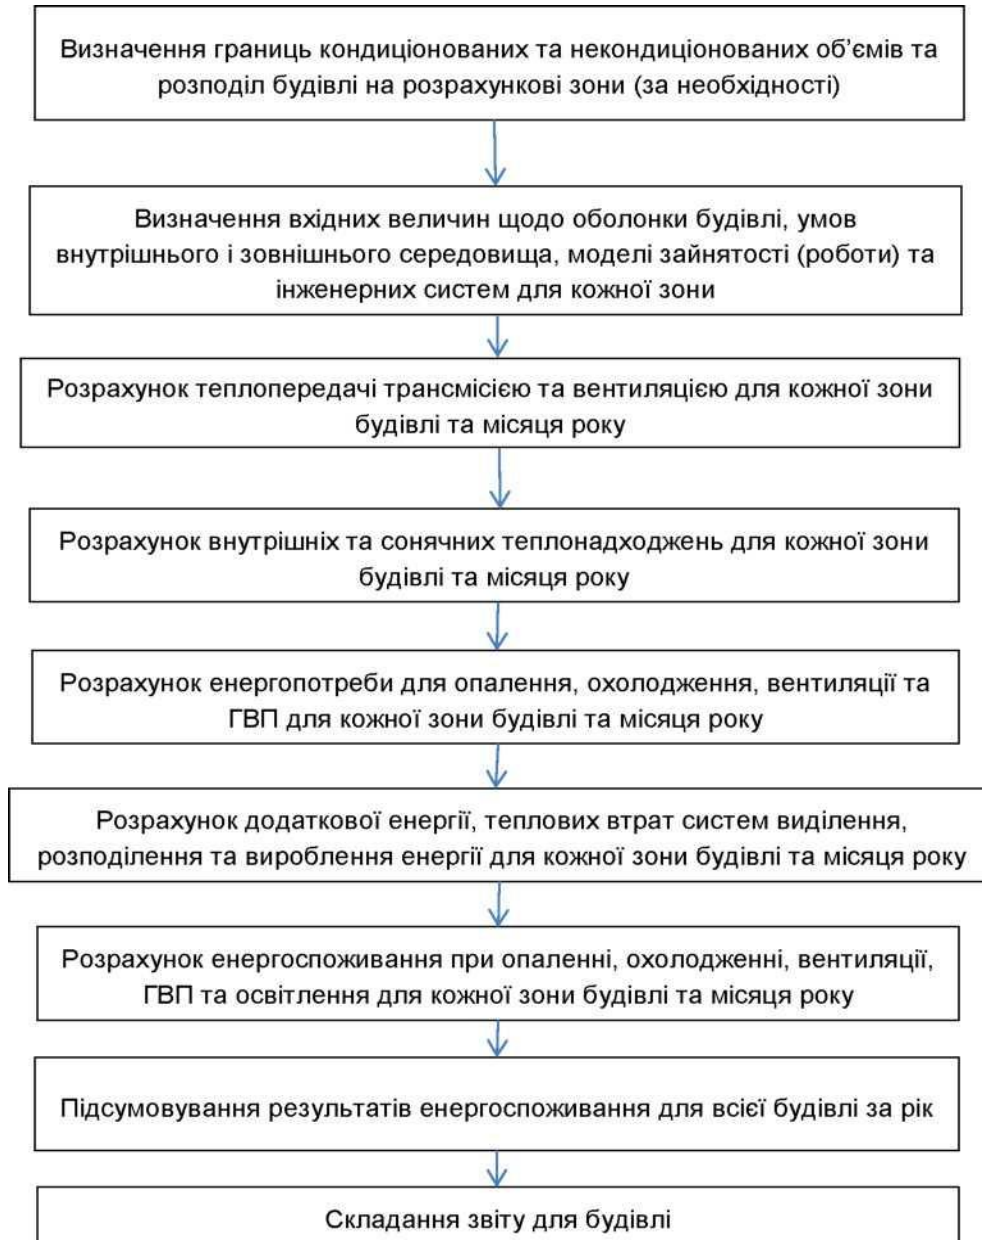 Визначення границь кондиціонованих та некондиціонованих об’ємів та
розподіл будівлі на розрахункові зони (за необхідності)
Визначення вхідних величин щодо оболонки будівлі, умов
внутрішнього і зовнішнього середовища, моделі зайнятості (роботи) та
інженерних систем для кожної зони
Розрахунок теплопередачі трансмісією та вентиляцією для кожної зони
будівлі та місяця року
Розрахунок внутрішніх та сонячних теплонадходжень для кожної зони
будівлі та місяця року
Розрахунок енергопотреби для опалення, охолодження, вентиляції та
ГВП для кожної зони будівлі та місяця року
Розрахунок додаткової енергії, теплових втрат систем виділення,
розподілення та вироблення енергії для кожної зони будівлі та місяця року
Розрахунок енергоспоживання при опаленні, охолодженні, вентиляції,
ГВП та освітлення для кожної зони будівлі та місяця року
Підсумовування результатів енергоспоживання для всієї будівлі за рік
Складання звіту для будівлі